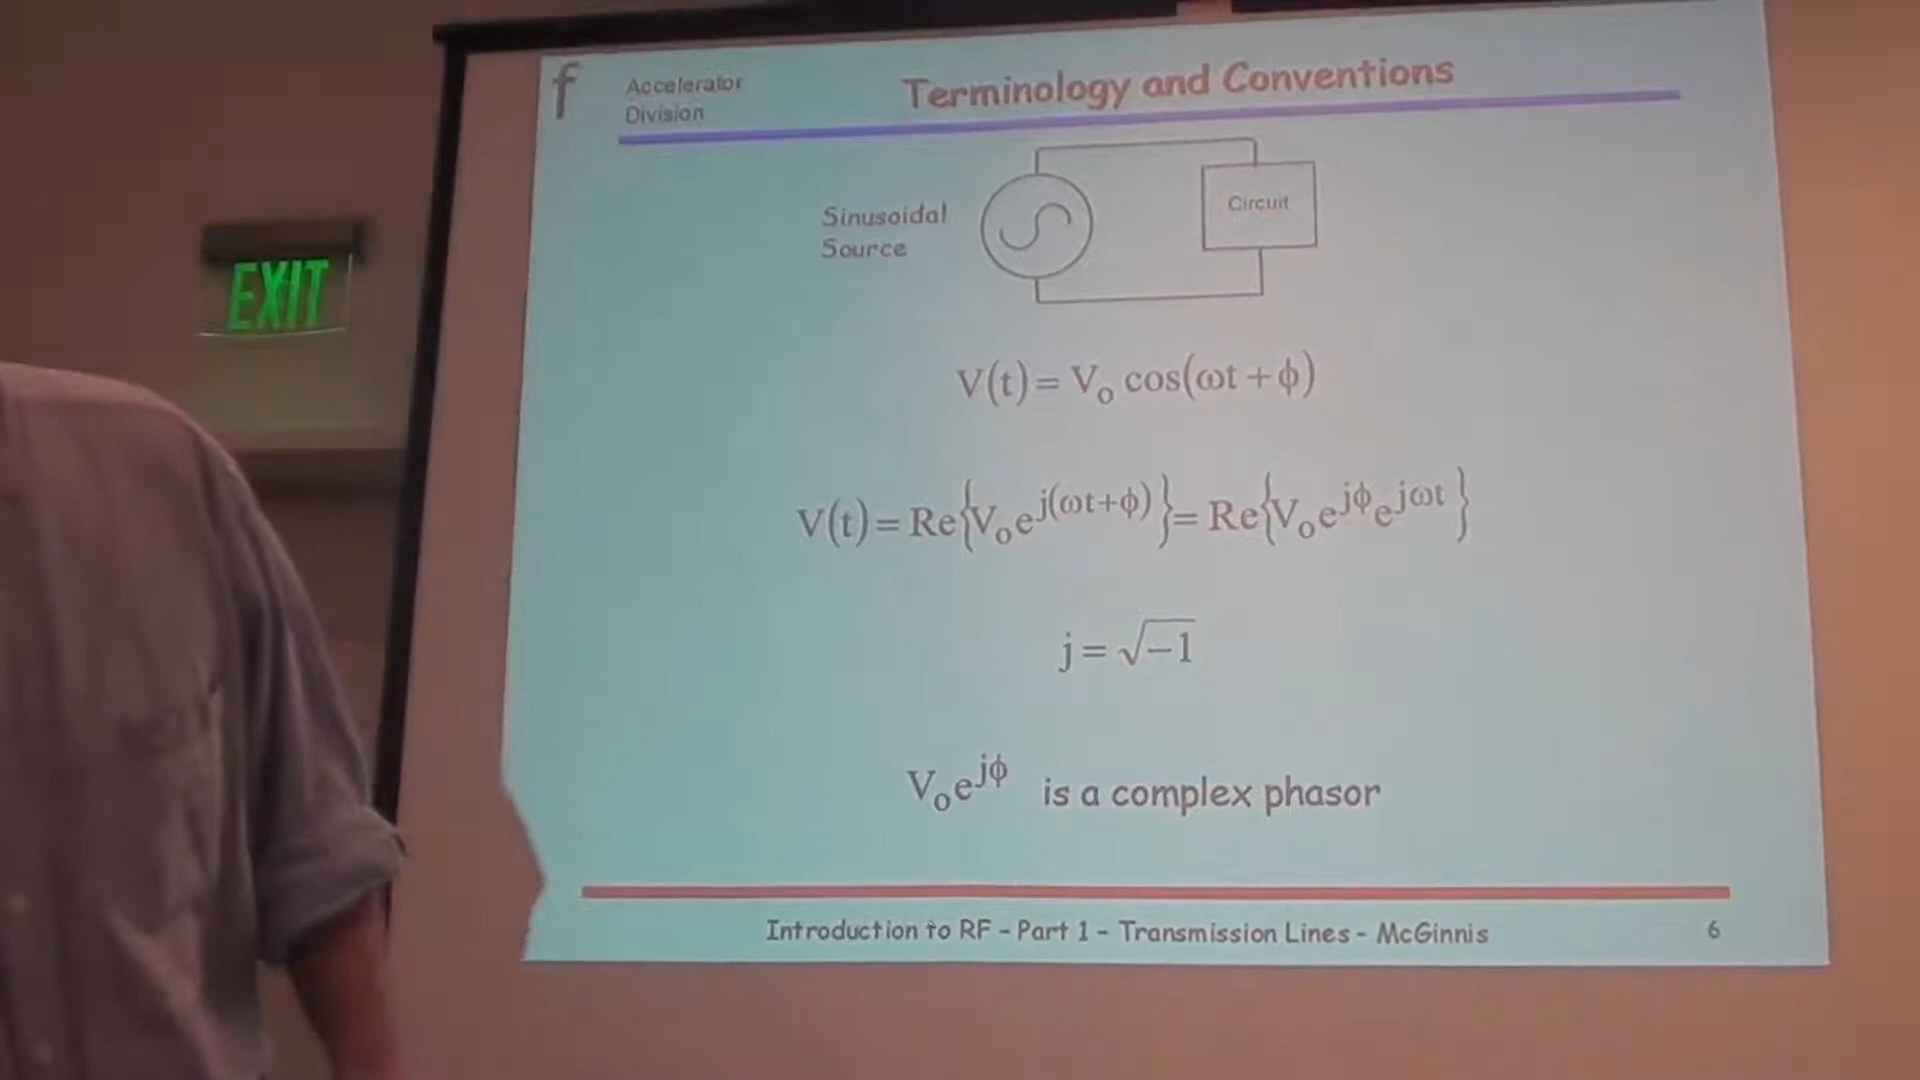 f
Accelerator
Division
Terminology and Conventions
EXIT
Sinusoidal
Source
Circuit
V(t) = V₀ cos(ωt + ϕ)
V(t) = Re{V₀e^j(ωt+ϕ)} = Re{V₀e^jϕ e^jωt}
j = √−1
V₀e^jϕ is a complex phasor
Introduction to RF - Part 1 - Transmission Lines - McGinnis
6